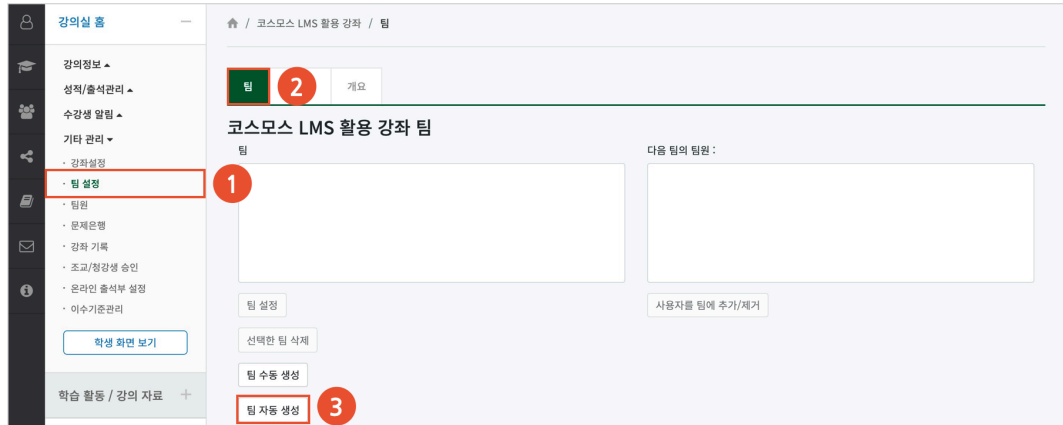 강의실 홈
강의정보
성적/출석관리
수강생 알림
기타 관리
· 강좌설정
· 팀 설정
· 팀원
· 문제은행
· 강좌 기록
· 조교/청강생 승인
· 온라인 출석부 설정
· 이수기준관리
학생 화면 보기
학습 활동 / 강의 자료
1
/ 코스모스 LMS 활용 강좌 / 팀
팀
2
개요
코스모스 LMS 활용 강좌 팀
팀
다음 팀의 팀원 :
팀 설정
사용자를 팀에 추가/제거
선택한 팀 삭제
팀 수동 생성
팀 자동 생성
3